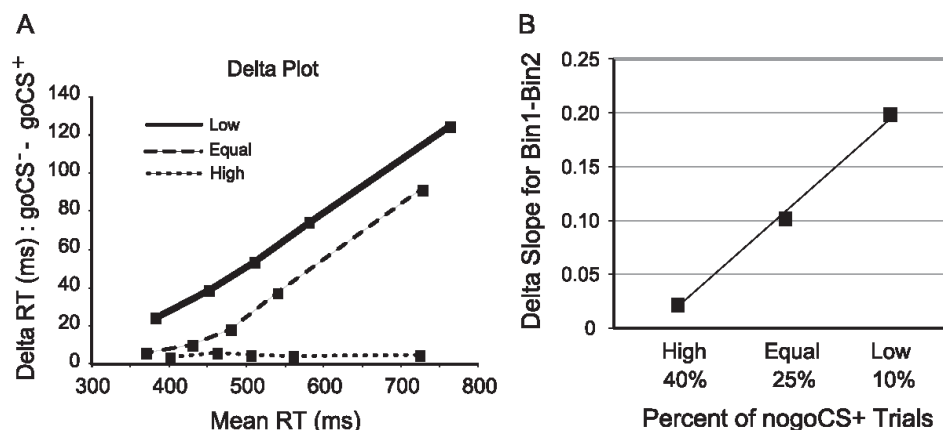 A
Delta Plot
Delta RT (ms) : goCS⁻ - goCS⁺
140
120
100
80
60
40
20
0
Low
Equal
High
300
400
500
600
700
800
Mean RT (ms)
B
Delta Slope for Bin1-Bin2
0.25
0.20
0.15
0.10
0.05
0
High
40%
Equal
25%
Low
10%
Percent of nogoCS+ Trials